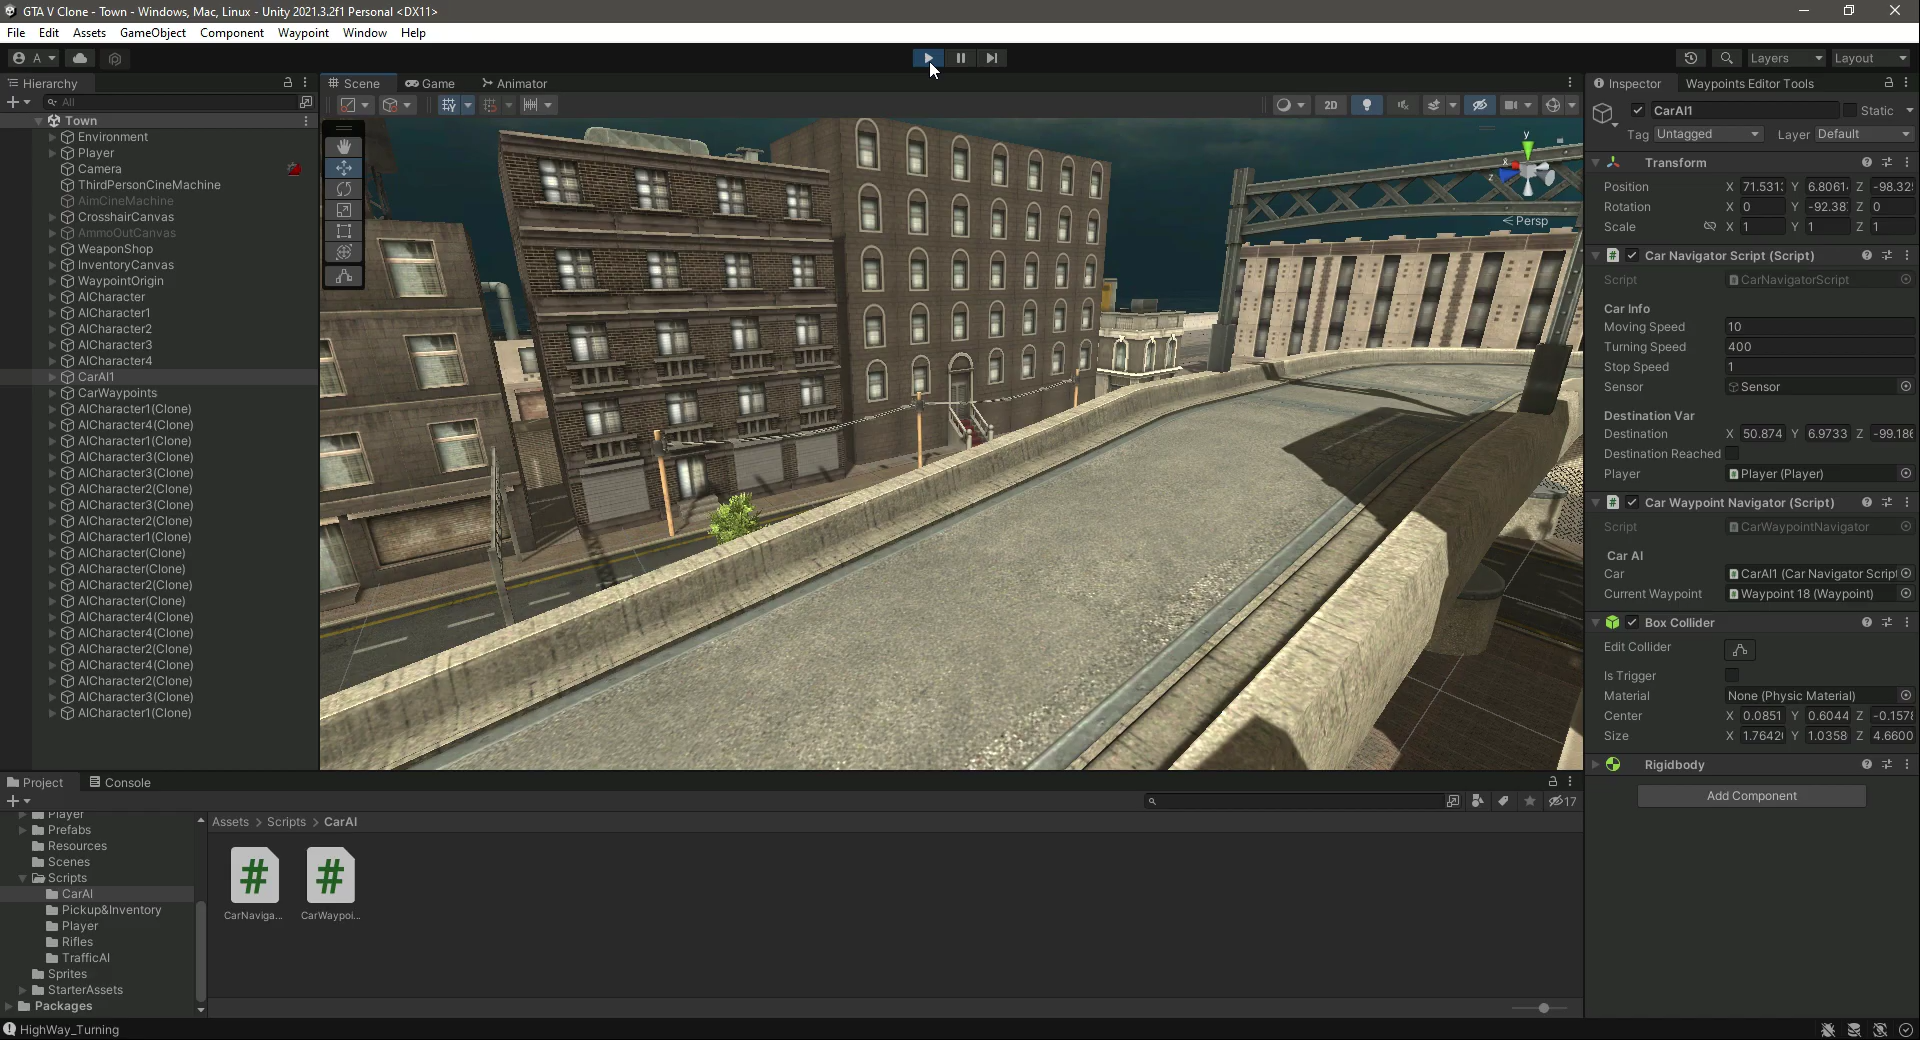 GTA V Clone - Town - Windows, Mac, Linux - Unity 2021.3.2f1 Personal <DX11>
File Edit Assets GameObject Component Waypoint Window Help
A
Layers Layout
Hierarchy
All
Town
Environment
Player
Camera
ThirdPersonCineMachine
AimCineMachine
CrosshairCanvas
AmmoOutCanvas
WeaponShop
InventoryCanvas
WaypointOrigin
AICharacter
AICharacter1
AICharacter2
AICharacter3
AICharacter4
CarAI1
CarWaypoints
AICharacter1(Clone)
AICharacter4(Clone)
AICharacter1(Clone)
AICharacter3(Clone)
AICharacter3(Clone)
AICharacter2(Clone)
AICharacter3(Clone)
AICharacter2(Clone)
AICharacter1(Clone)
AICharacter(Clone)
AICharacter(Clone)
AICharacter2(Clone)
AICharacter(Clone)
AICharacter4(Clone)
AICharacter4(Clone)
AICharacter2(Clone)
AICharacter4(Clone)
AICharacter2(Clone)
AICharacter3(Clone)
AICharacter1(Clone)
Scene Game Animator
2D
y
x
z
Persp
Inspector Waypoints Editor Tools
CarAI1 Static
Tag Untagged Layer Default
Transform
Position X 71.531 Y 6.8061 Z -98.32
Rotation X 0 Y -92.38 Z 0
Scale X 1 Y 1 Z 1
Car Navigator Script (Script)
Script CarNavigatorScript
Car Info
Moving Speed 10
Turning Speed 400
Stop Speed 1
Sensor Sensor
Destination Var
Destination X 50.874 Y 6.9733 Z -99.186
Destination Reached
Player Player (Player)
Car Waypoint Navigator (Script)
Script CarWaypointNavigator
Car AI
Car CarAI1 (Car Navigator Script
Current Waypoint Waypoint 18 (Waypoint)
Box Collider
Edit Collider
Is Trigger
Material None (Physic Material)
Center X 0.0851 Y 0.6044 Z -0.157
Size X 1.7642 Y 1.0358 Z 4.6600
Rigidbody
Add Component
Project Console
17
Player
Prefabs
Resources
Scenes
Scripts
CarAI
Pickup&Inventory
Player
Rifles
TrafficAI
Sprites
StarterAssets
Packages
Assets > Scripts > CarAI
# #
CarNaviga... CarWaypoi...
HighWay_Turning